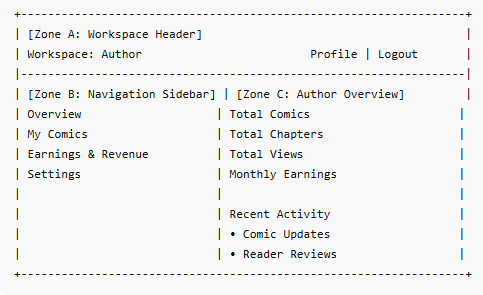 [Zone A: Workspace Header]
Workspace: Author Profile | Logout
[Zone B: Navigation Sidebar] | [Zone C: Author Overview]
Overview | Total Comics
My Comics | Total Chapters
Earnings & Revenue | Total Views
Settings | Monthly Earnings
Recent Activity
• Comic Updates
• Reader Reviews